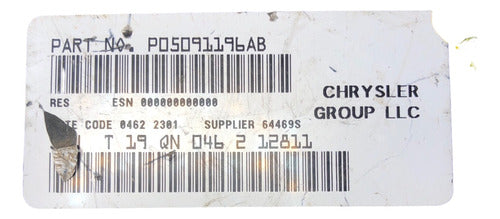 PART NO. P05091196AB
RES ESN 000000000000
CHRYSLER
GROUP LLC
CODE 0462 2301 SUPPLIER 64469S
T 19 QN 046 2 12811